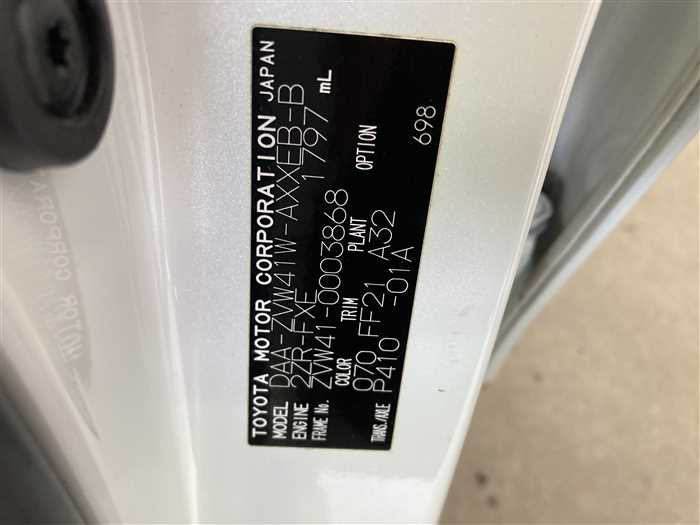 TOYOTA MOTOR CORPORATION JAPAN
MODEL DAA-ZVW41W-AXXEB-B
ENGINE 2ZR-FXE 1797 mL
FRAME No. ZVW41-0003868
COLOR TRIM PLANT OPTION
070 FF21 A32 698
TRANS./AXLE P410 -01A